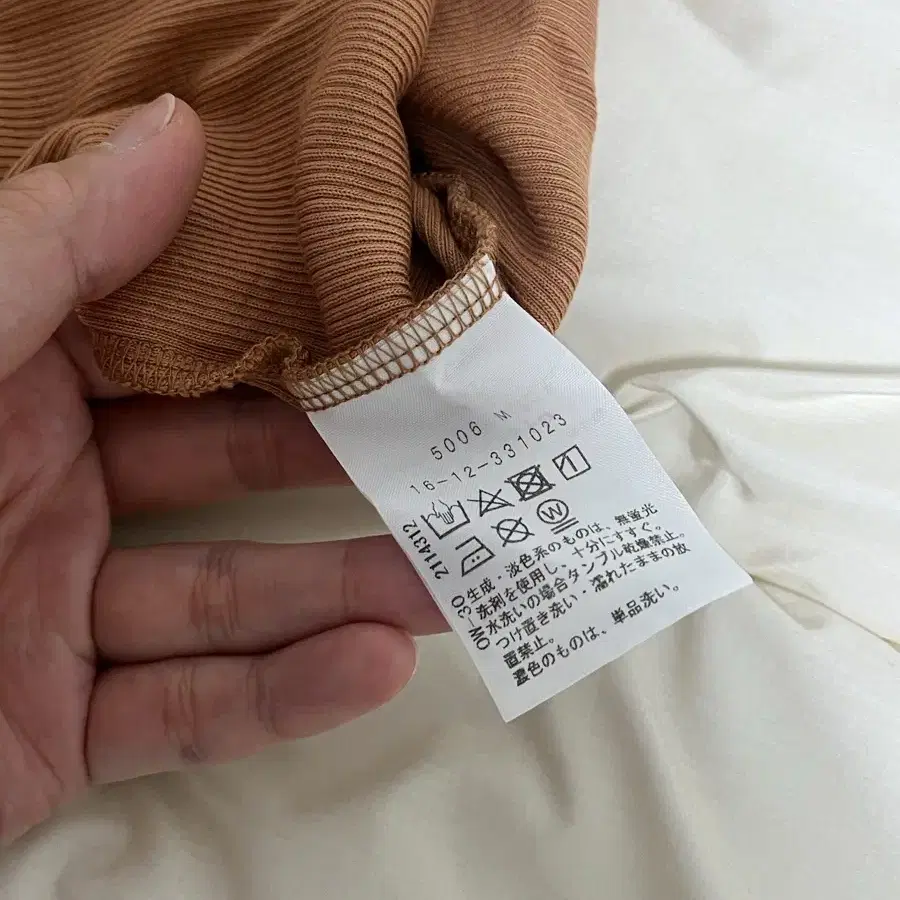 5006 M
16-12-331023
W
生成・淡色系のものは、無蛍光
洗剤を使用し、十分にすすぐ。
水洗いの場合タンブル乾燥禁止。
つけ置き洗い・濡れたままの放
置禁止。
濃色のものは、単品洗い。
2114312